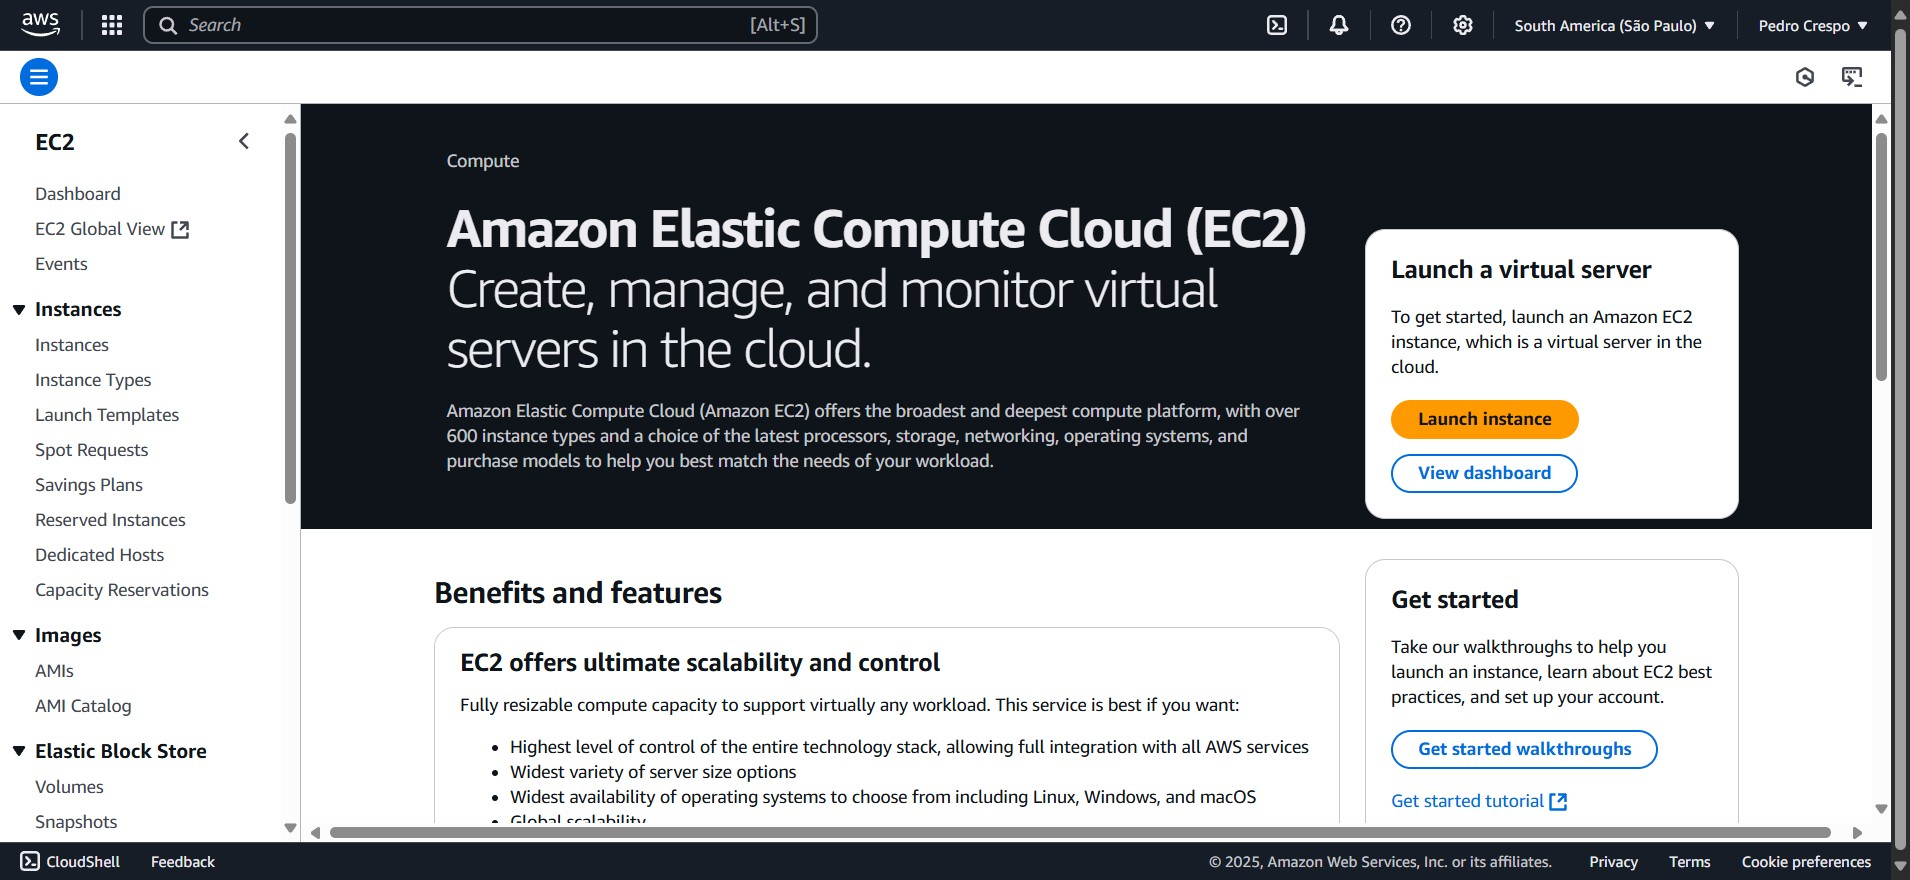 aws
Search [Alt+S]
South America (São Paulo)
Pedro Crespo
EC2
Dashboard
EC2 Global View
Events
Instances
Instances
Instance Types
Launch Templates
Spot Requests
Savings Plans
Reserved Instances
Dedicated Hosts
Capacity Reservations
Images
AMIs
AMI Catalog
Elastic Block Store
Volumes
Snapshots
Compute
Amazon Elastic Compute Cloud (EC2)
Create, manage, and monitor virtual
servers in the cloud.
Amazon Elastic Compute Cloud (Amazon EC2) offers the broadest and deepest compute platform, with over
600 instance types and a choice of the latest processors, storage, networking, operating systems, and
purchase models to help you best match the needs of your workload.
Launch a virtual server
To get started, launch an Amazon EC2
instance, which is a virtual server in the
cloud.
Launch instance
View dashboard
Benefits and features
EC2 offers ultimate scalability and control
Fully resizable compute capacity to support virtually any workload. This service is best if you want:
• Highest level of control of the entire technology stack, allowing full integration with all AWS services
• Widest variety of server size options
• Widest availability of operating systems to choose from including Linux, Windows, and macOS
• Global scalability
Get started
Take our walkthroughs to help you
launch an instance, learn about EC2 best
practices, and set up your account.
Get started walkthroughs
Get started tutorial
CloudShell
Feedback
© 2025, Amazon Web Services, Inc. or its affiliates.
Privacy
Terms
Cookie preferences